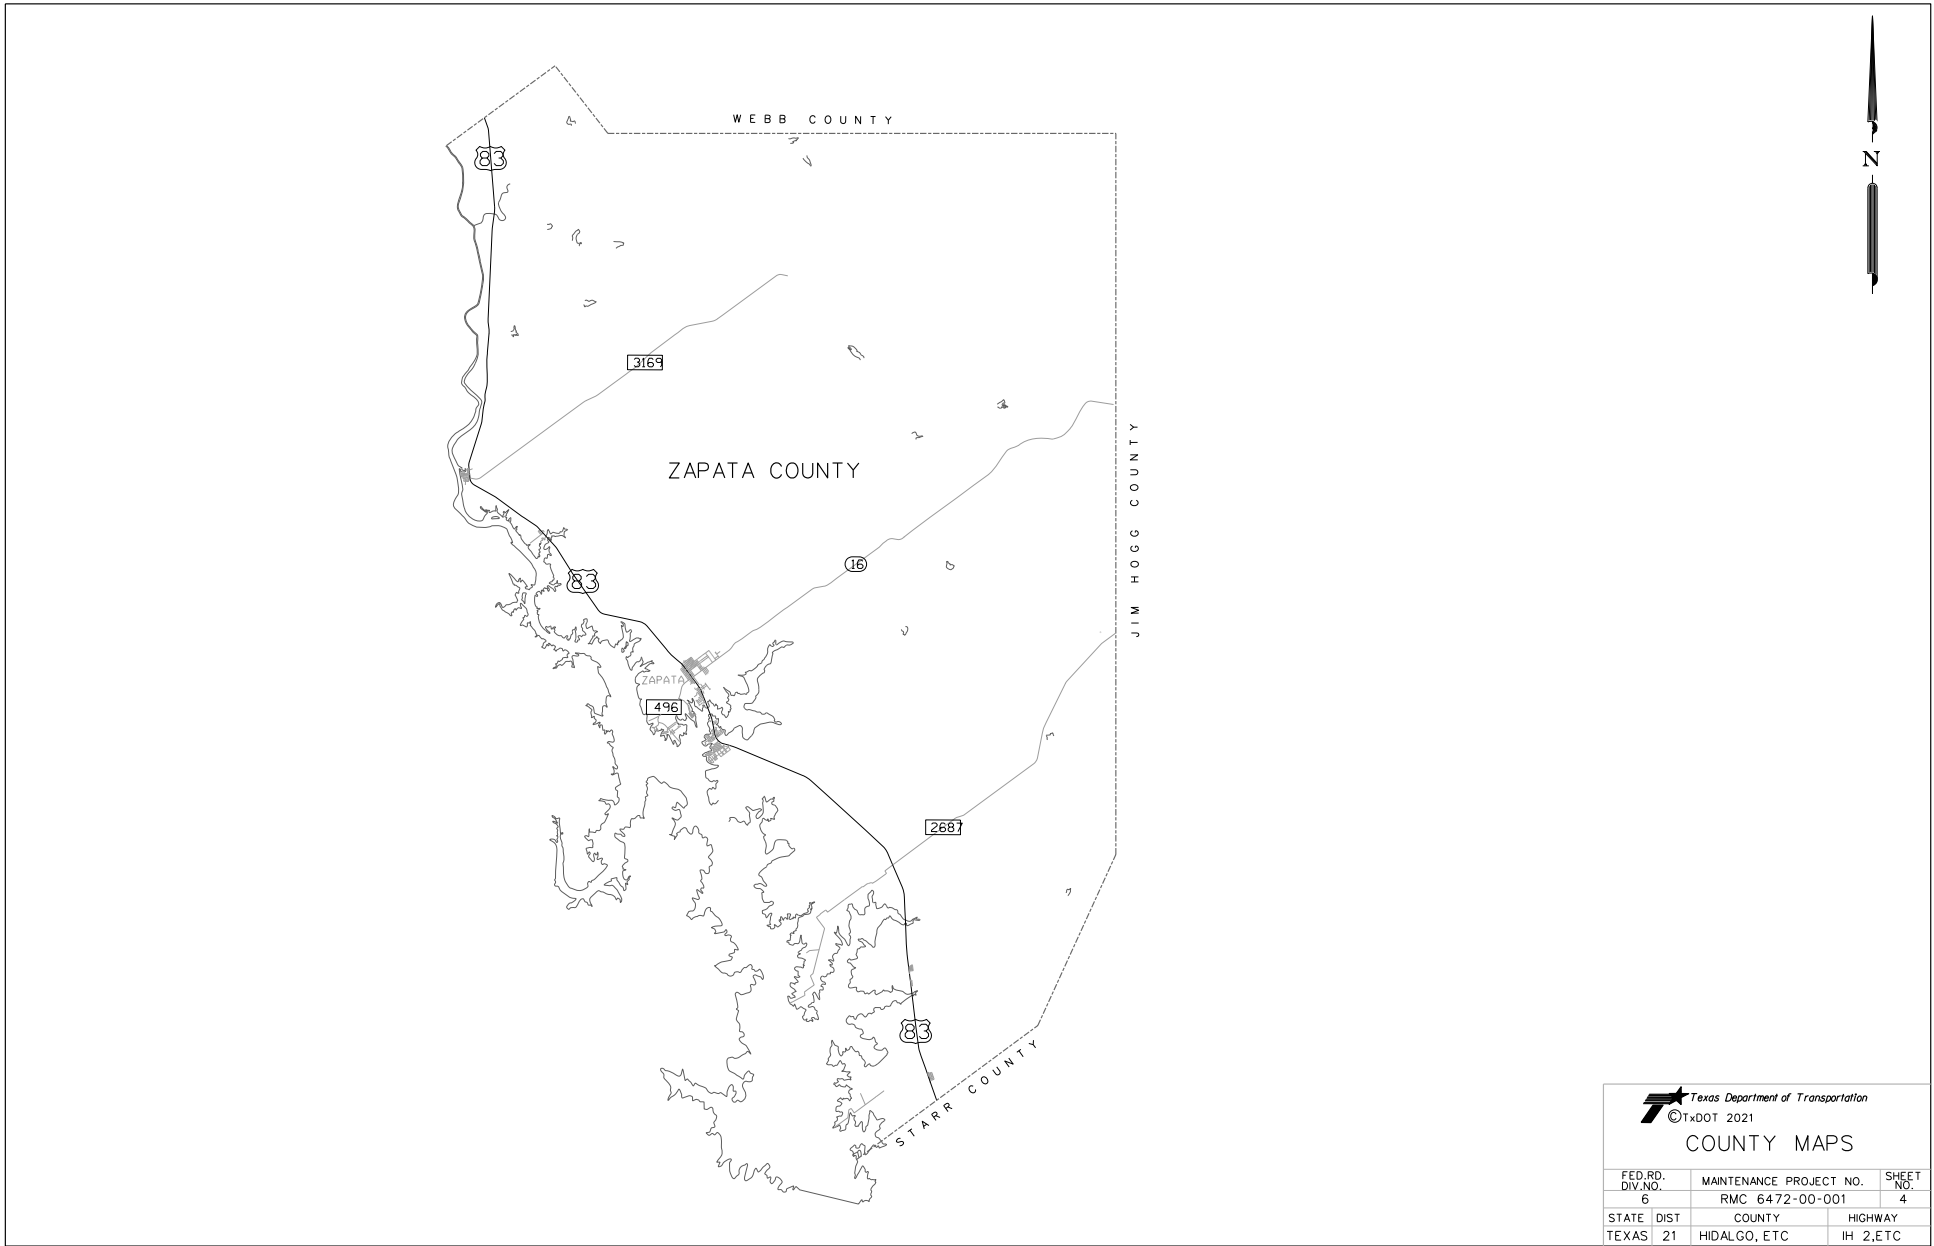 WEBB COUNTY
N
83
3169
ZAPATA COUNTY
JIM HOGG COUNTY
16
83
ZAPATA
496
2687
83
STARR COUNTY
Texas Department of Transportation
©TxDOT 2021
COUNTY MAPS
FED.RD. DIV.NO. MAINTENANCE PROJECT NO. SHEET NO.
6 RMC 6472-00-001 4
STATE DIST COUNTY HIGHWAY
TEXAS 21 HIDALGO, ETC IH 2,ETC